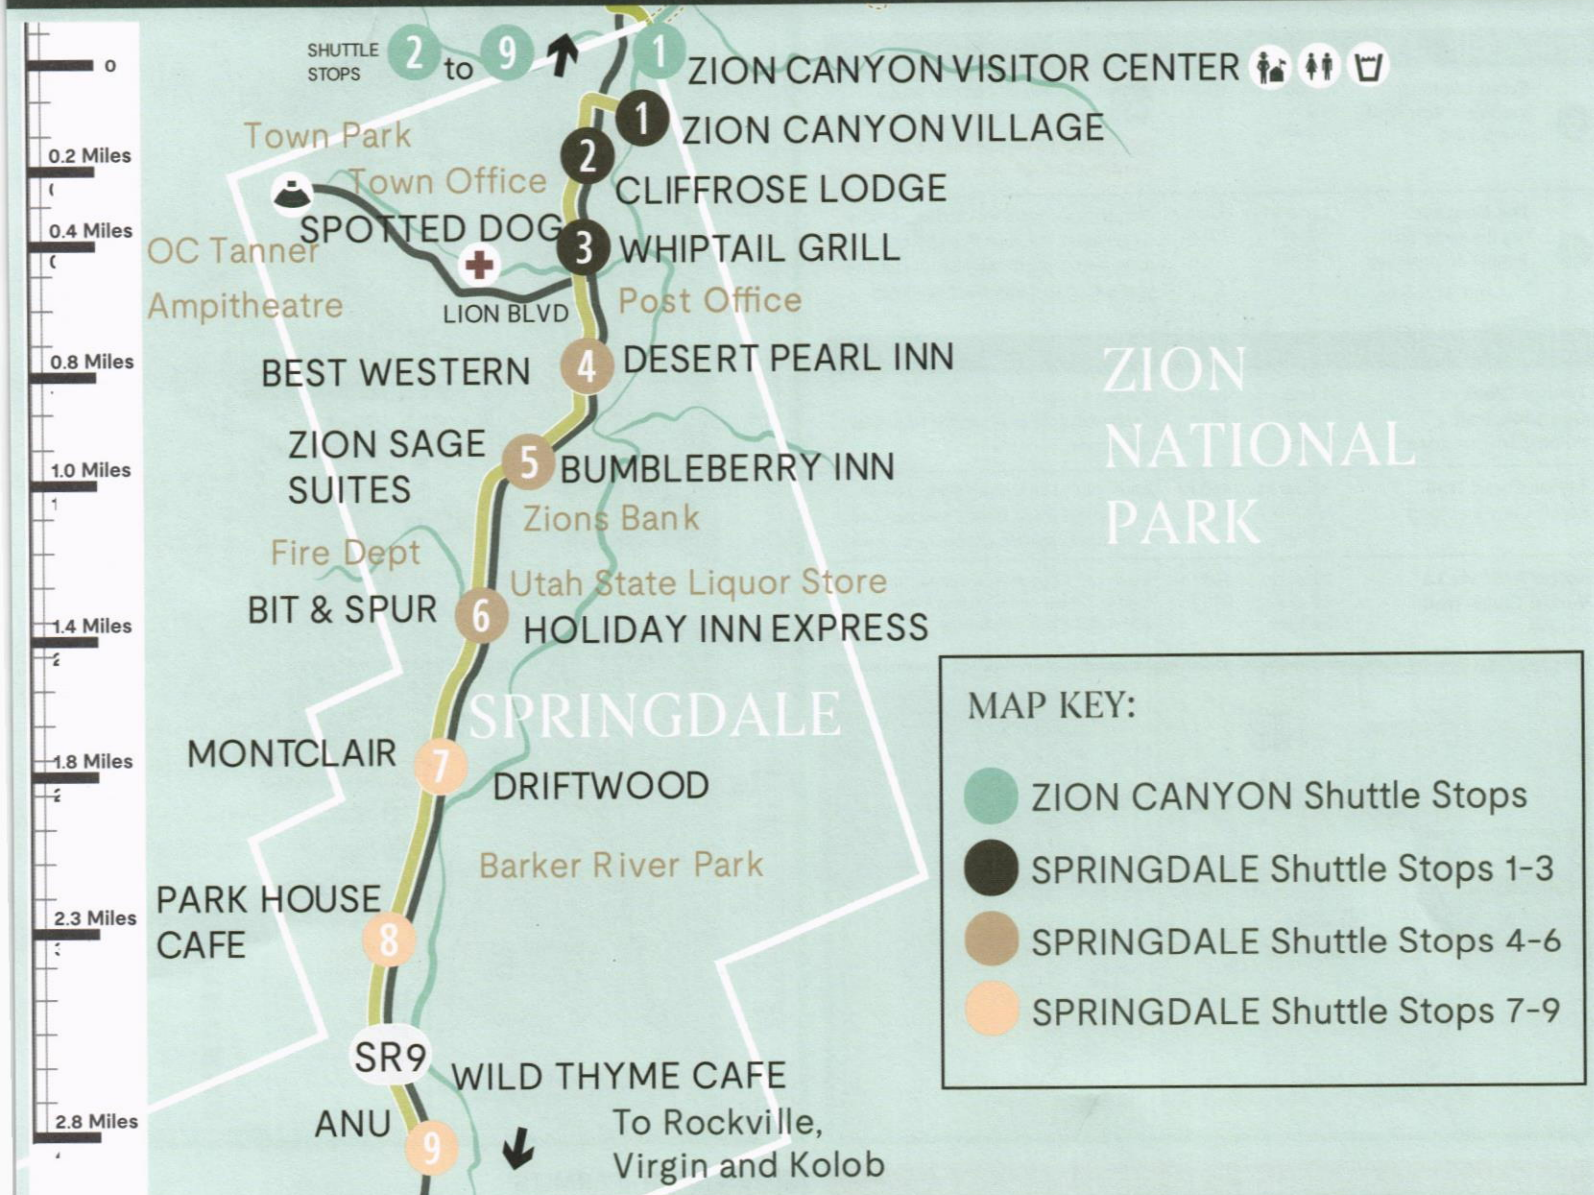 SHUTTLE
STOPS
2 to 9
1 ZION CANYON VISITOR CENTER
0
1 ZION CANYON VILLAGE
Town Park
0.2 Miles
2
Town Office
CLIFFROSE LODGE
SPOTTED DOG 3 WHIPTAIL GRILL
0.4 Miles
OC Tanner
Ampitheatre
Post Office
LION BLVD
0.8 Miles
BEST WESTERN 4 DESERT PEARL INN
ZION
NATIONAL
PARK
ZION SAGE
SUITES
5 BUMBLEBERRY INN
1.0 Miles
Zions Bank
Fire Dept
Utah State Liquor Store
BIT & SPUR 6 HOLIDAY INN EXPRESS
1.4 Miles
SPRINGDALE
MONTCLAIR 7 DRIFTWOOD
1.8 Miles
Barker River Park
PARK HOUSE
CAFE
8
2.3 Miles
SR9
WILD THYME CAFE
ANU 9
2.8 Miles
To Rockville,
Virgin and Kolob
MAP KEY:
ZION CANYON Shuttle Stops
SPRINGDALE Shuttle Stops 1-3
SPRINGDALE Shuttle Stops 4-6
SPRINGDALE Shuttle Stops 7-9